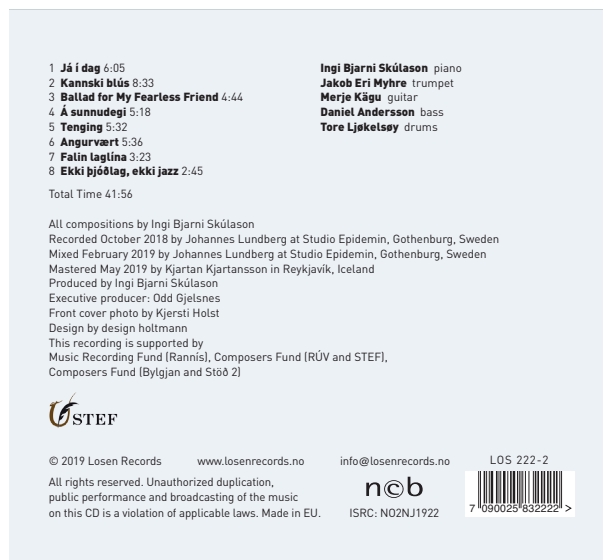 1 Já í dag 6:05
2 Kannski blús 8:33
3 Ballad for My Fearless Friend 4:44
4 Á sunnudegi 5:18
5 Tenging 5:32
6 Angurvært 5:36
7 Falin laglína 3:23
8 Ekki þjóðlag, ekki jazz 2:45
Total Time 41:56
Ingi Bjarni Skúlason piano
Jakob Eri Myhre trumpet
Merje Kägu guitar
Daniel Andersson bass
Tore Ljøkelsøy drums
All compositions by Ingi Bjarni Skúlason
Recorded October 2018 by Johannes Lundberg at Studio Epidemin, Gothenburg, Sweden
Mixed February 2019 by Johannes Lundberg at Studio Epidemin, Gothenburg, Sweden
Mastered May 2019 by Kjartan Kjartansson in Reykjavík, Iceland
Produced by Ingi Bjarni Skúlason
Executive producer: Odd Gjelsnes
Front cover photo by Kjersti Holst
Design by design holtmann
This recording is supported by
Music Recording Fund (Rannís), Composers Fund (RÚV and STEF),
Composers Fund (Bylgjan and Stöð 2)
STEF
© 2019 Losen Records www.losenrecords.no info@losenrecords.no LOS 222-2
All rights reserved. Unauthorized duplication,
public performance and broadcasting of the music
on this CD is a violation of applicable laws. Made in EU.
n©b
ISRC: NO2NJ1922
7 090025 832222 >